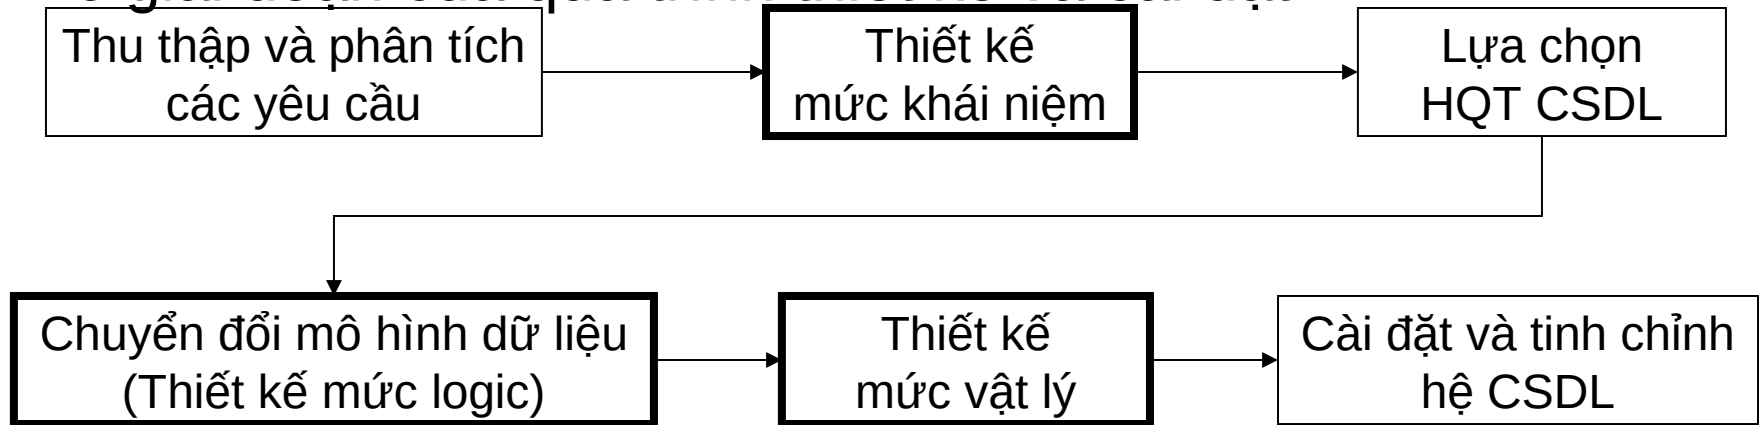 Thu thập và phân tích
các yêu cầu
Thiết kế
mức khái niệm
Lựa chọn
HQT CSDL
Chuyển đổi mô hình dữ liệu
(Thiết kế mức logic)
Thiết kế
mức vật lý
Cài đặt và tinh chỉnh
hệ CSDL